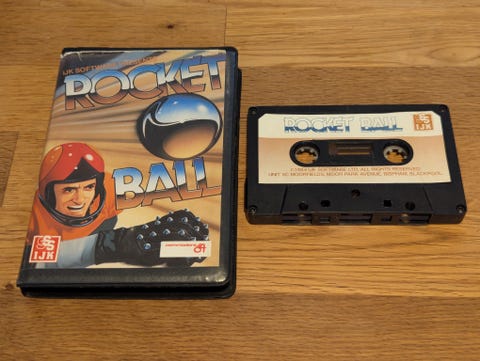 IJK SOFTWARE PRESENTS
ROCKET
BALL
IJK
commodore 64
ROCKET BALL
IJK
©1984 IJK SOFTWARE LTD. ALL RIGHTS RESERVED
UNIT 3C MOORFIELDS, MOOR PARK AVENUE, BISPHAM, BLACKPOOL.